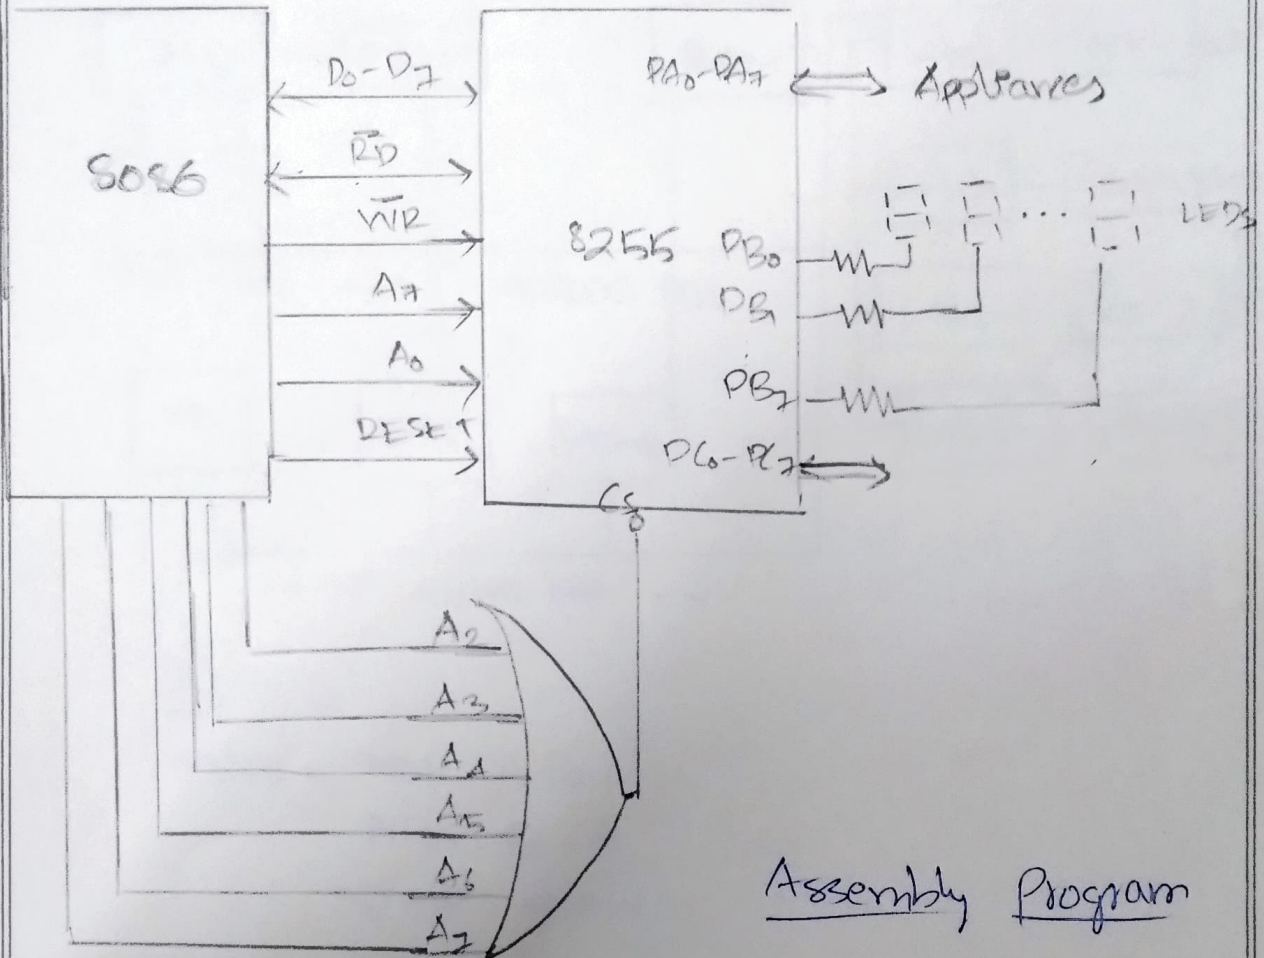 8086
D0-D7
RD
WR
A7
A0
RESET
8255
PA0-PA7
Appliances
PB0
PB1
PB7
PC0-PC7
LEDs
CS
A2
A3
A4
A5
A6
A7
Assembly Program